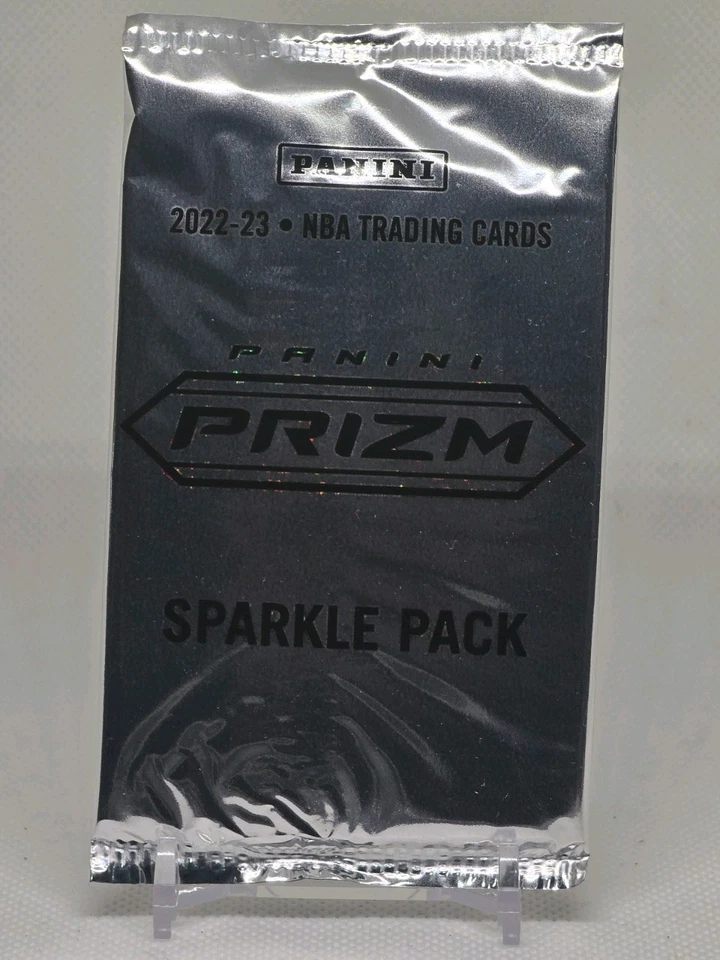 PANINI
2022-23 • NBA TRADING CARDS
PANINI
PRIZM
SPARKLE PACK